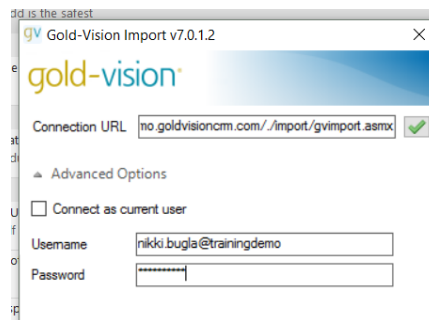 dd is the safest
gv Gold-Vision Import v7.0.1.2
gold-vision
Connection URL no.goldvisioncrm.com/./import/gvimport.asmx
Advanced Options
Connect as current user
Username nikki.bugla@trainingdemo
Password **********